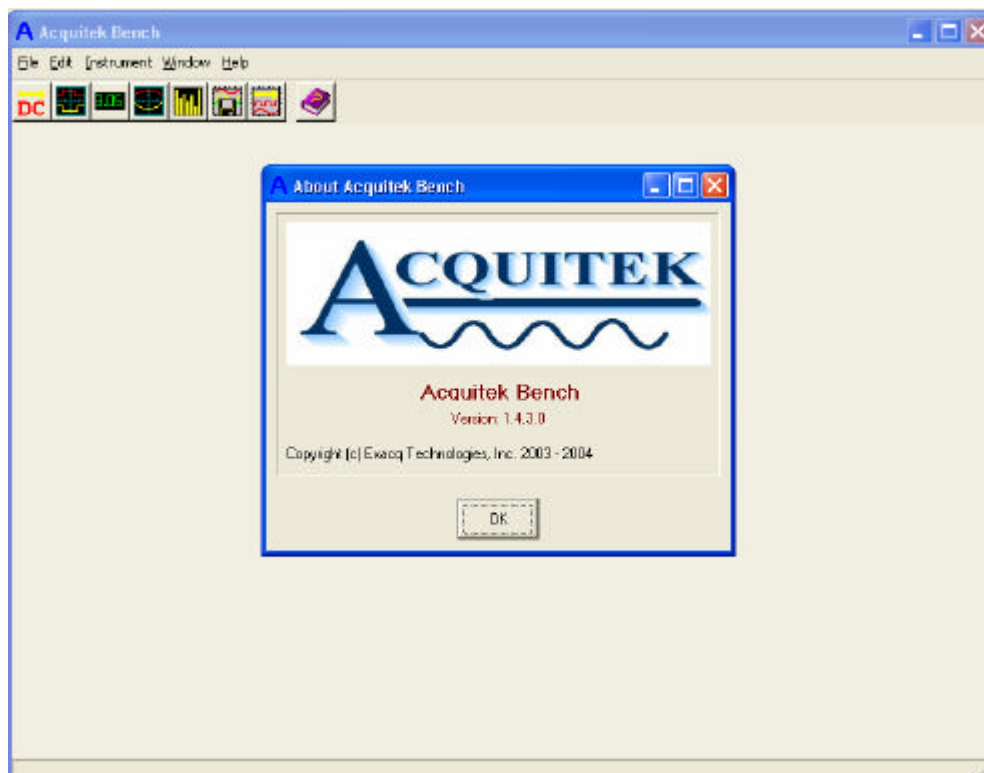 A Acquitek Bench
File Edit Instrument Window Help
DC
A About Acquitek Bench
ACQUITEK
Acquitek Bench
Version: 1.4.3.0
Copyright (c) Exacq Technologies, Inc. 2003 - 2004
OK